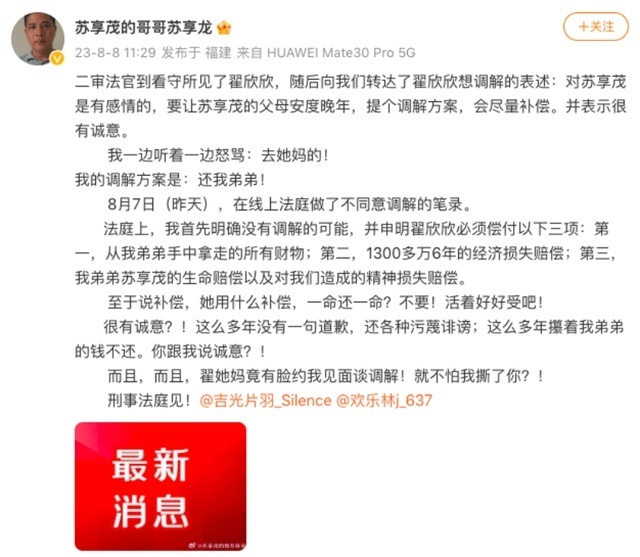 苏享茂的哥哥苏享龙
+关注
23-8-8 11:29 发布于 福建 来自 HUAWEI Mate30 Pro 5G
二审法官到看守所见了翟欣欣，随后向我们转达了翟欣欣想调解的表述：对苏享茂
是有感情的，要让苏享茂的父母安度晚年，提个调解方案，会尽量补偿。并表示很
有诚意。
我一边听着一边怒骂：去她妈的！
我的调解方案是：还我弟弟！
8月7日（昨天），在线上法庭做了不同意调解的笔录。
法庭上，我首先明确没有调解的可能，并申明翟欣欣必须偿付以下三项：第
一，从我弟弟手中拿走的所有财物；第二，1300多万6年的经济损失赔偿；第三，
我弟弟苏享茂的生命赔偿以及对我们造成的精神损失赔偿。
至于说补偿，她用什么补偿，一命还一命？不要！活着好好受吧！
很有诚意？！这么多年没有一句道歉，还各种污蔑诽谤；这么多年攥着我弟弟
的钱不还。你跟我说诚意？！
而且，而且，翟她妈竟有脸约我见面谈调解！就不怕我撕了你？！
刑事法庭见！@吉光片羽_Silence @欢乐林j_637
最新
消息